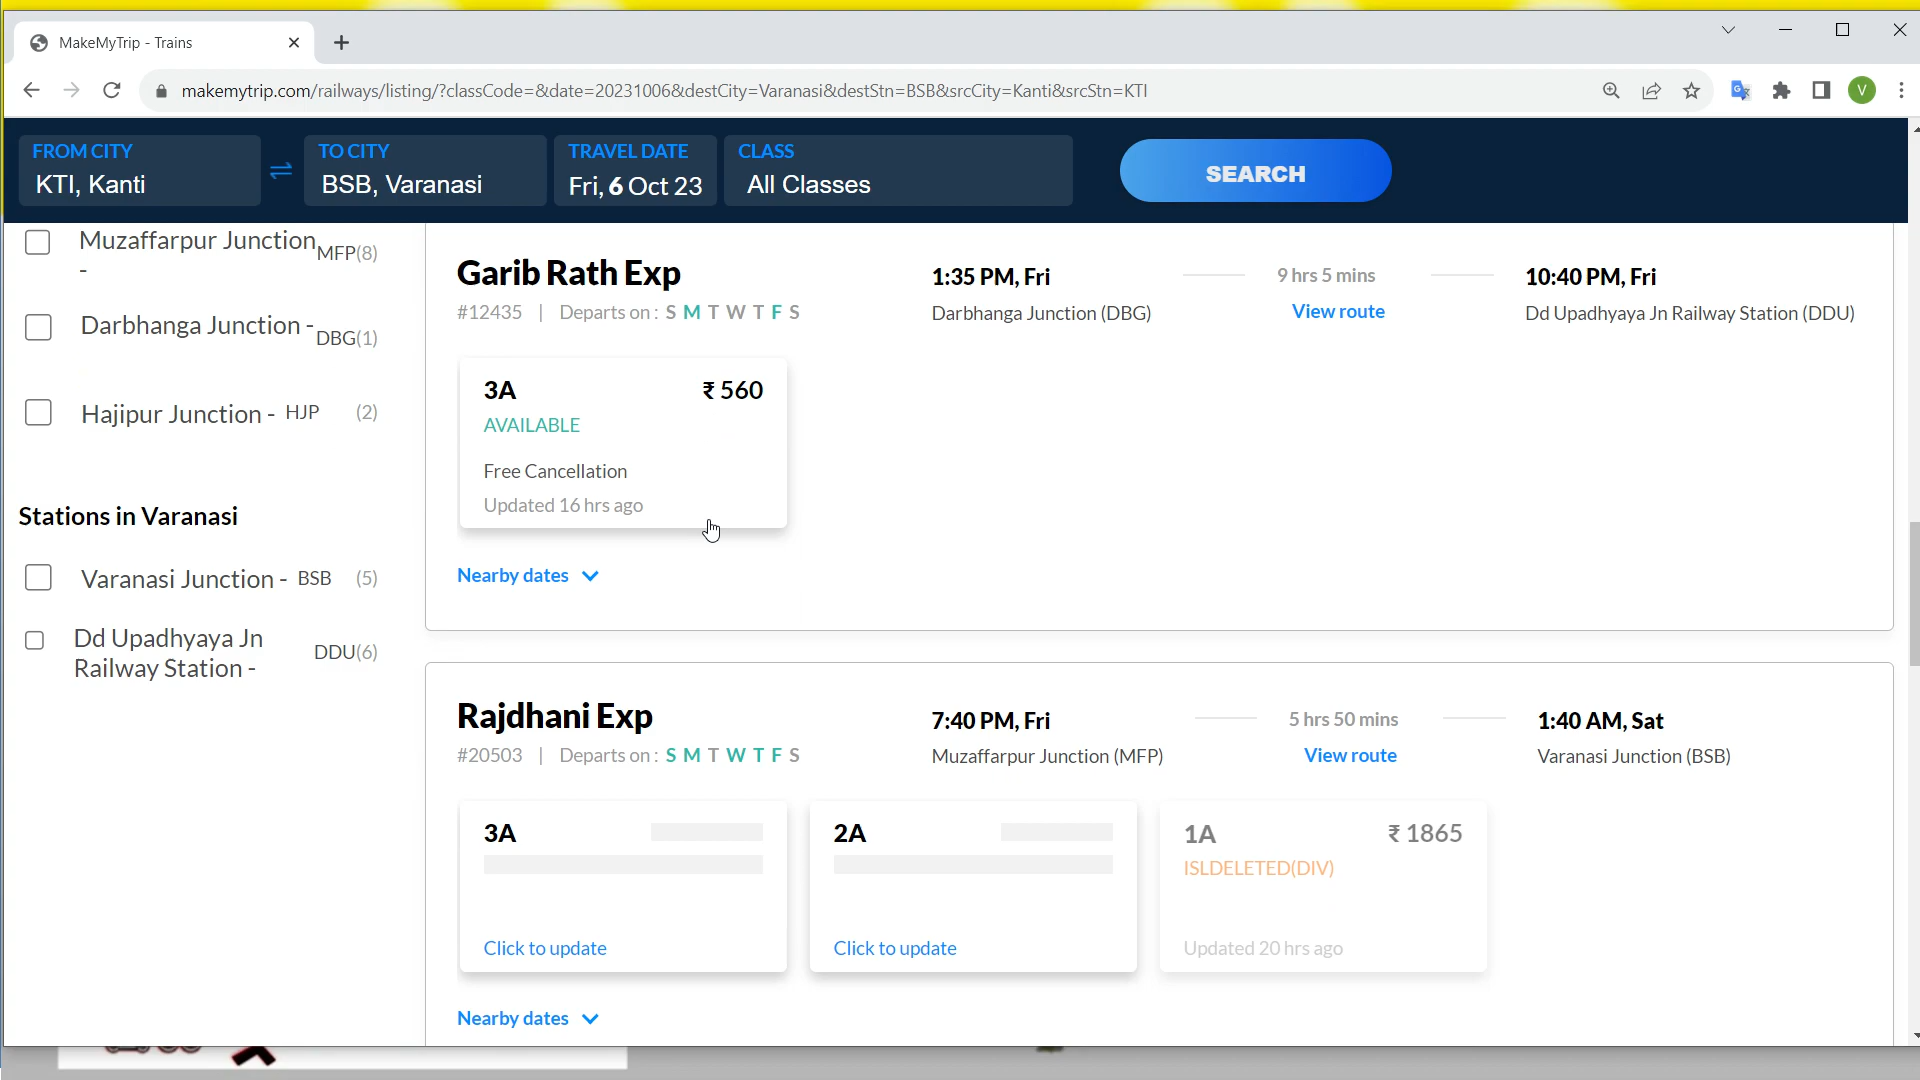 MakeMyTrip - Trains
makemytrip.com/railways/listing/?classCode=&date=20231006&destCity=Varanasi&destStn=BSB&srcCity=Kanti&srcStn=KTI
V
FROM CITY
KTI, Kanti
TO CITY
BSB, Varanasi
TRAVEL DATE
Fri, 6 Oct 23
CLASS
All Classes
SEARCH
Muzaffarpur Junction - MFP(8)
Darbhanga Junction - DBG(1)
Hajipur Junction - HJP (2)
Stations in Varanasi
Varanasi Junction - BSB (5)
Dd Upadhyaya Jn
Railway Station - DDU(6)
Garib Rath Exp
#12435 | Departs on : S M T W T F S
1:35 PM, Fri
Darbhanga Junction (DBG)
9 hrs 5 mins
View route
10:40 PM, Fri
Dd Upadhyaya Jn Railway Station (DDU)
3A ₹ 560
AVAILABLE
Free Cancellation
Updated 16 hrs ago
Nearby dates
Rajdhani Exp
#20503 | Departs on : S M T W T F S
7:40 PM, Fri
Muzaffarpur Junction (MFP)
5 hrs 50 mins
View route
1:40 AM, Sat
Varanasi Junction (BSB)
3A
Click to update
2A
Click to update
1A ₹ 1865
ISLDELETED(DIV)
Updated 20 hrs ago
Nearby dates